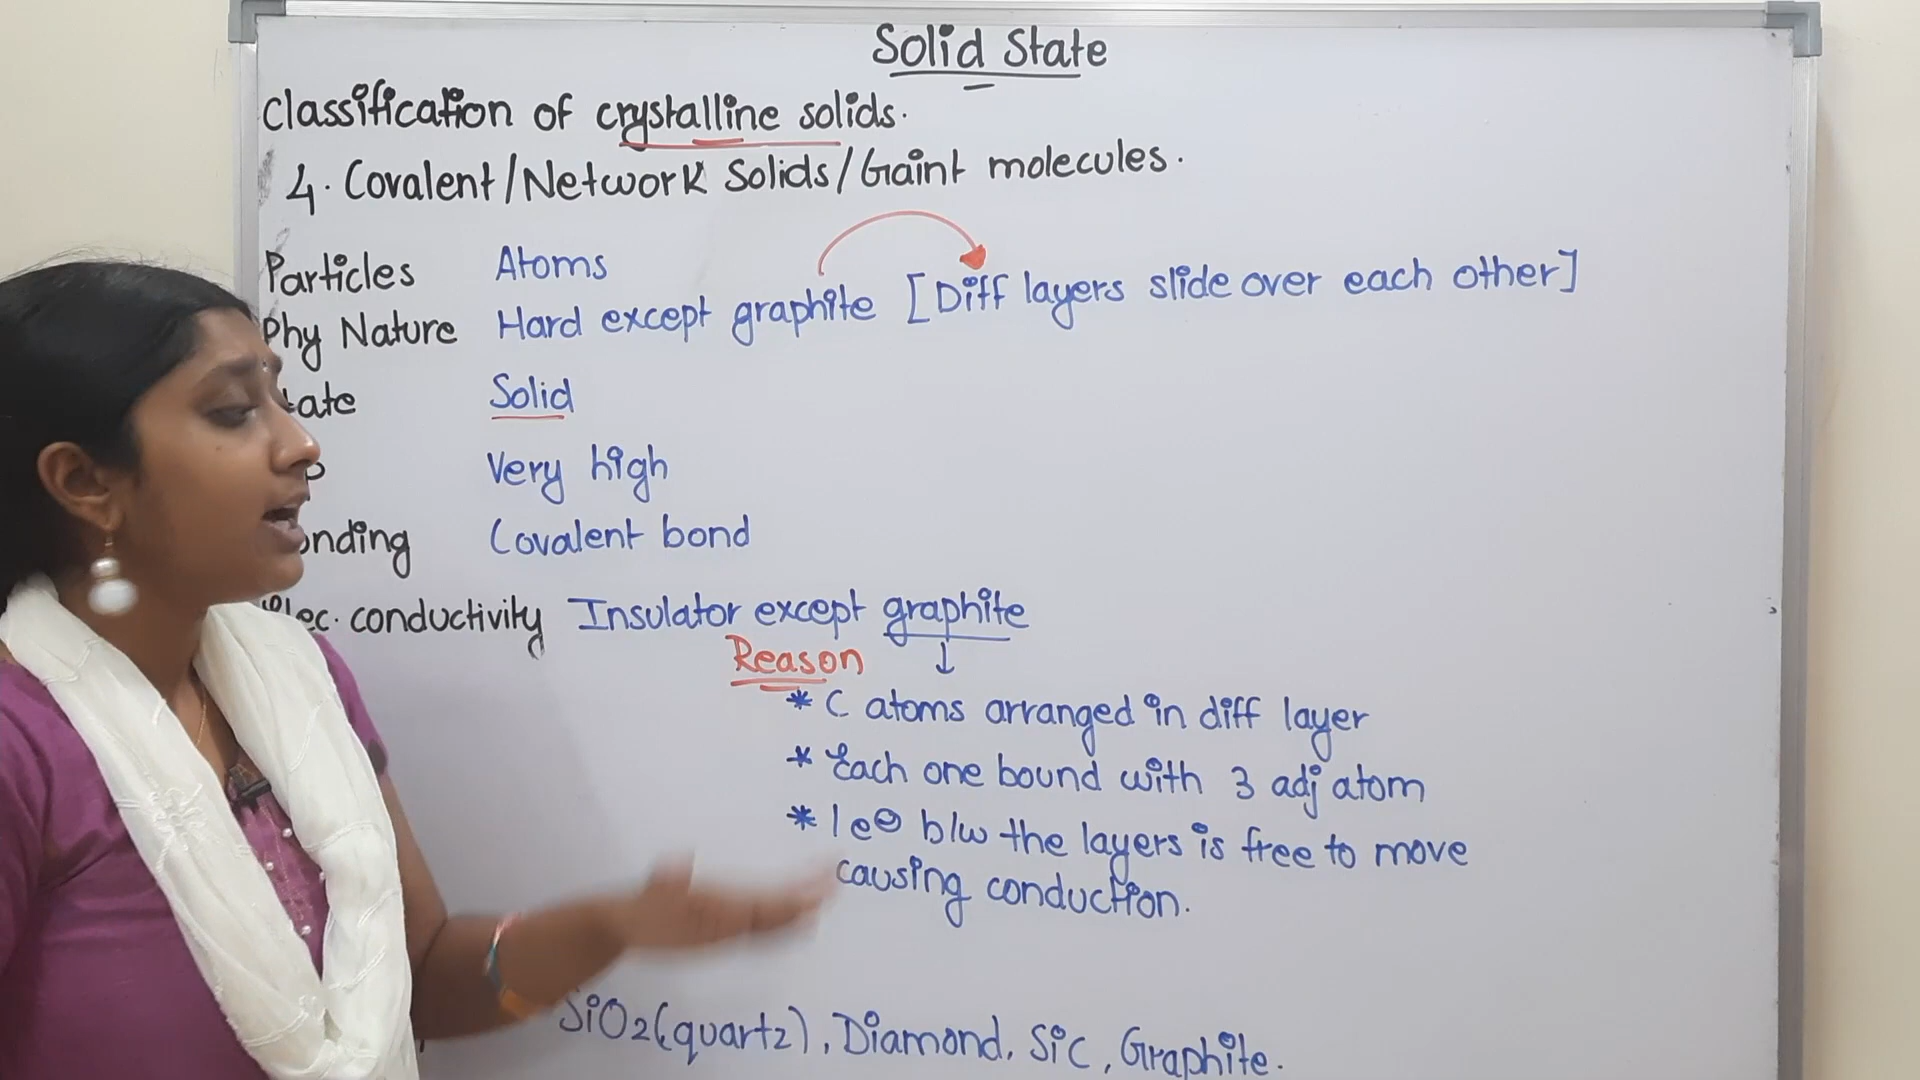 Solid State
Classification of crystalline solids.
4. Covalent/Network Solids/Gaint molecules.
Particles Atoms
Phy Nature Hard except graphite [Diff layers slide over each other]
Solid
Very high
Covalent bond
conductivity Insulator except graphite
Reason ↓
* C atoms arranged in diff layer
* Each one bound with 3 adj atom
* 1 e⊖ b/w the layers is free to move
causing conduction.
SiO2(quartz), Diamond, SiC, Graphite.